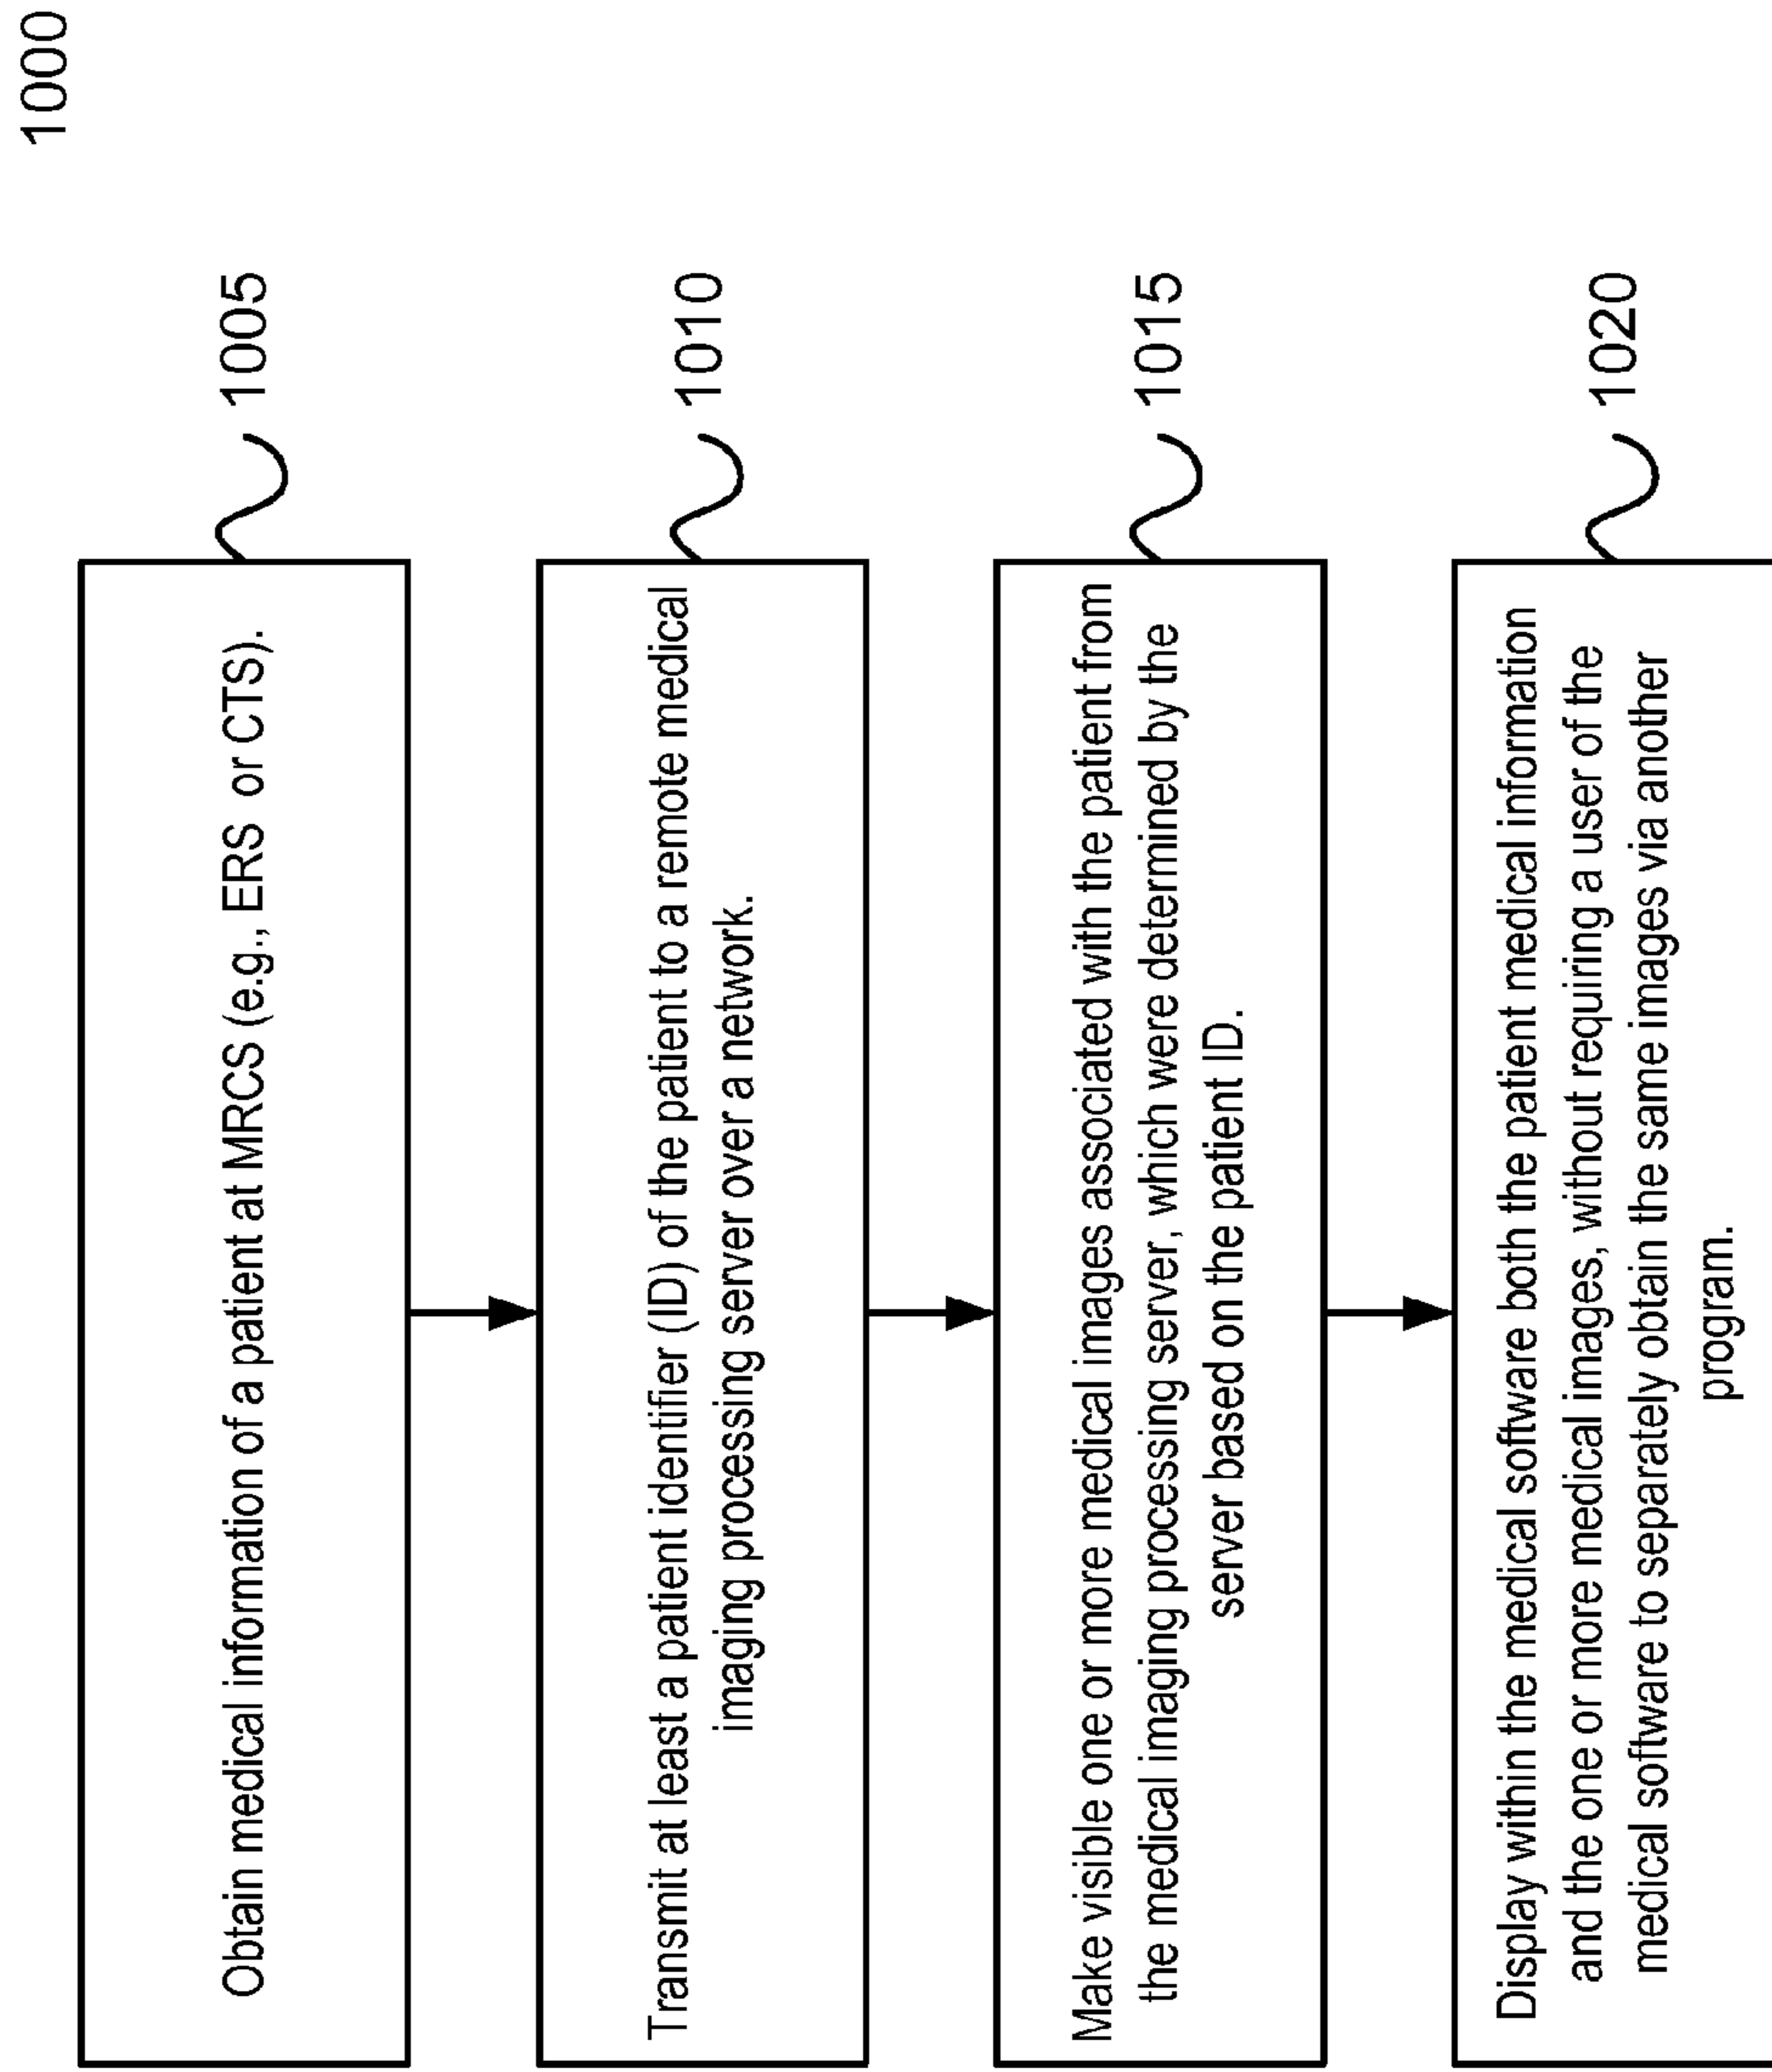 1000
Obtain medical information of a patient at MRCS (e.g., ERS or CTS).
1005
Transmit at least a patient identifier (ID) of the patient to a remote medical
imaging processing server over a network.
1010
Make visible one or more medical images associated with the patient from
the medical imaging processing server, which were determined by the
server based on the patient ID.
1015
Display within the medical software both the patient medical information
and the one or more medical images, without requiring a user of the
medical software to separately obtain the same images via another
program.
1020